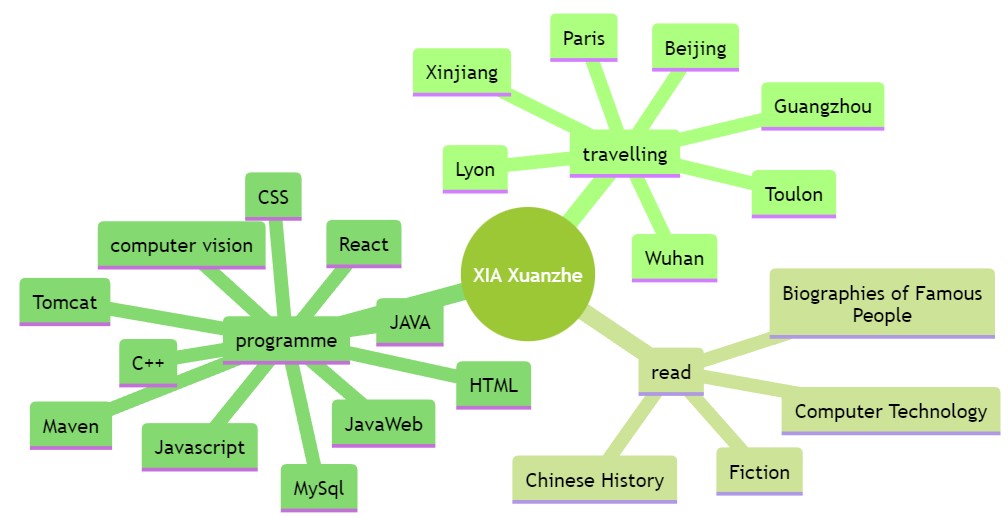 XIA Xuanzhe
travelling
Xinjiang
Paris
Beijing
Guangzhou
Toulon
Wuhan
Lyon
programme
CSS
React
computer vision
Tomcat
JAVA
C++
HTML
Maven
JavaWeb
Javascript
MySql
read
Biographies of Famous
People
Computer Technology
Fiction
Chinese History